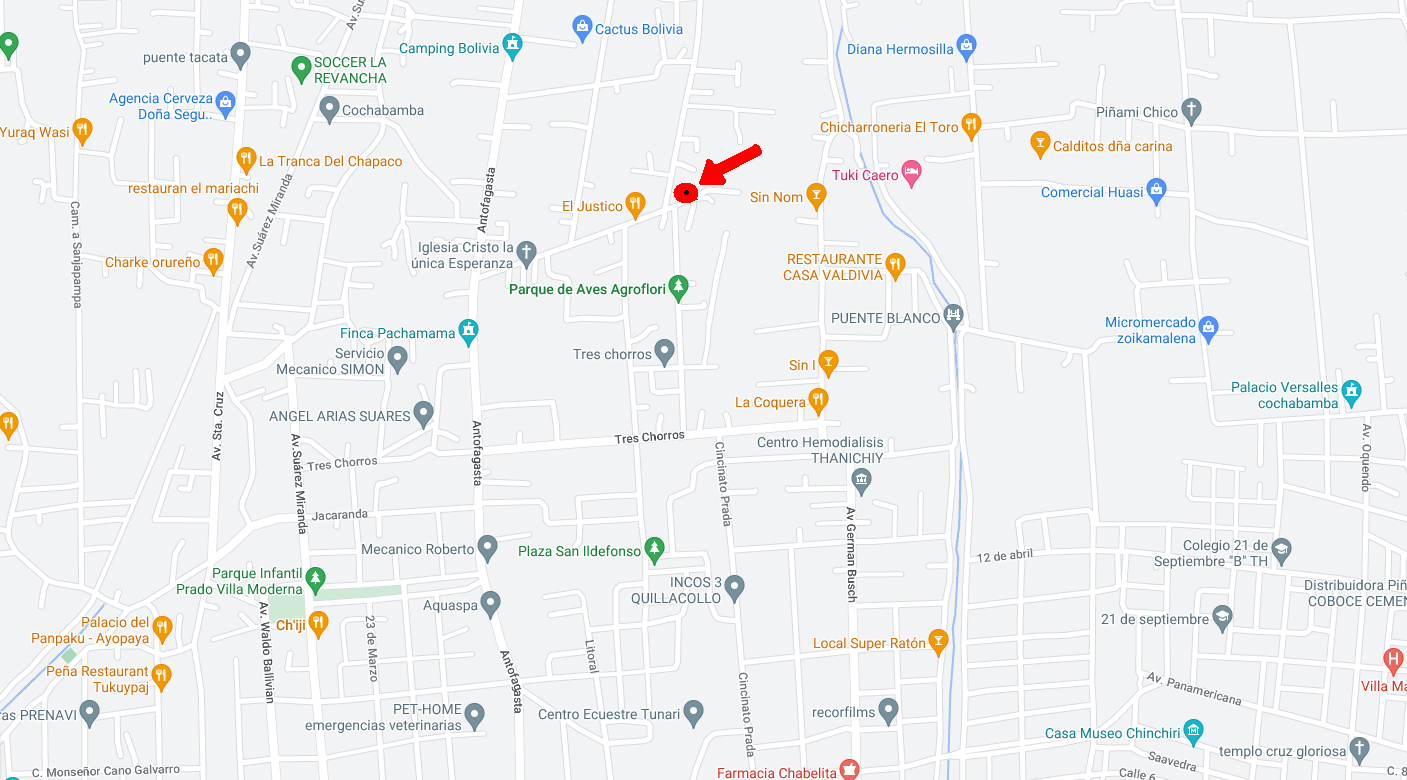 Av.Su
Cactus Bolivia
Camping Bolivia
Diana Hermosilla
puente tacata
SOCCER LA
REVANCHA
Agencia Cerveza
Doña Segu..
Cochabamba
Piñami Chico
Yuraq Wasi
Chicharroneria El Toro
Calditos dña carina
La Tranca Del Chapaco
Tuki Caero
restauran el mariachi
Comercial Huasi
Sin Nom
El Justico
Antofagasta
Av.Suárez Miranda
Cam. a Sanjapampa
Iglesia Cristo la
única Esperanza
Charke orureño
RESTAURANTE
CASA VALDIVIA
Parque de Aves Agroflori
PUENTE BLANCO
Micromercado
zoikamalena
Finca Pachamama
Servicio
Mecanico SIMON
Tres chorros
Sin I
Palacio Versalles
cochabamba
La Coquera
ANGEL ARIAS SUARES
Av. Sta. Cruz
Tres Chorros
Centro Hemodialisis
THANICHIY
Antofagasta
Av.Suárez Miranda
Tres Chorros
Cincinato Prada
Av. Oquendo
Jacaranda
Av German Busch
Mecanico Roberto
Plaza San Ildefonso
12 de abril
Colegio 21 de
Septiembre "B" TH
Parque Infantil
Prado Villa Moderna
INCOS 3
QUILLACOLLO
Distribudora Piñ
COBOCE CEMEN
Aquaspa
Palacio del
Panpaku - Ayopaya
Ch'lji
Av. Waldo Ballivian
23 de Marzo
21 de septiembre
Local Super Ratón
Litoral
Peña Restaurant
Tukuypaj
Antofagasta
Cincinato Prada
Villa Ma
Av. Panamericana
as PRENAVI
PET-HOME
emergencias veterinarias
Centro Ecuestre Tunari
recorfilms
Casa Museo Chinchiri
templo cruz gloriosa
Saavedra
C. Monseñor Cano Galvarro
Farmacia Chabelita
Calle 6
C. 8